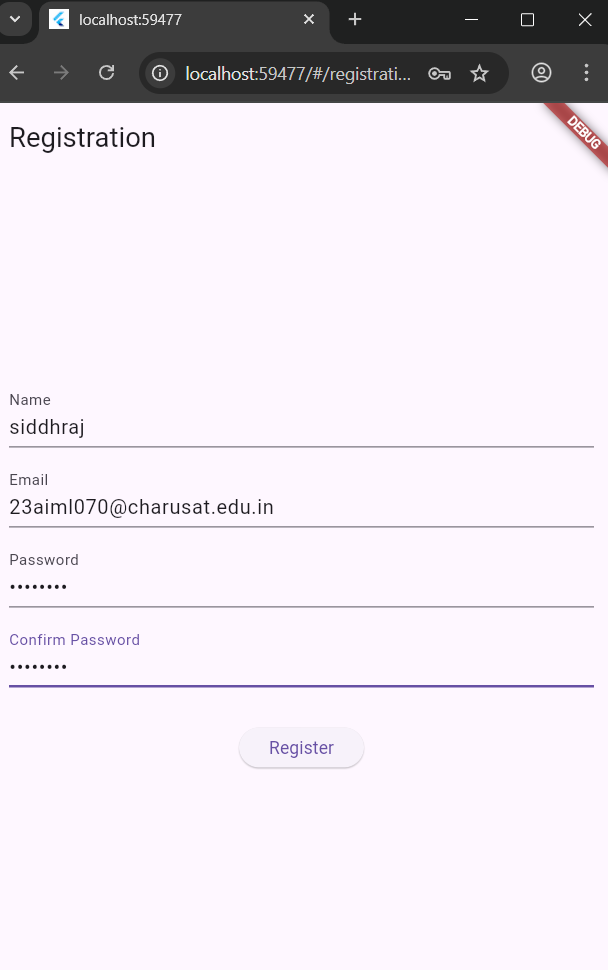 localhost:59477
localhost:59477/#/registrati...
DEBUG
Registration
Name
siddhraj
Email
23aiml070@charusat.edu.in
Password
••••••••
Confirm Password
••••••••
Register